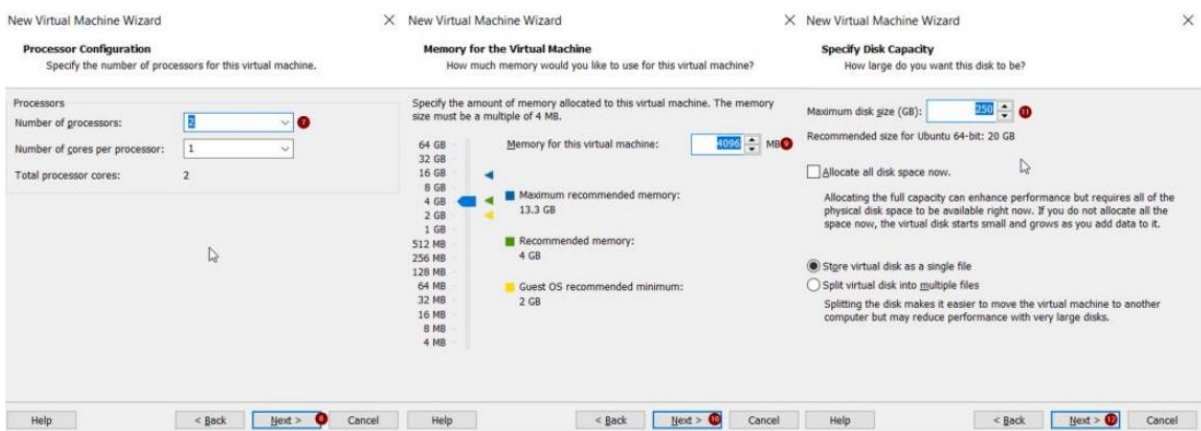 New Virtual Machine Wizard
Processor Configuration
Specify the number of processors for this virtual machine.
Processors
Number of processors: 2 7
Number of cores per processor: 1
Total processor cores: 2
Help < Back Next > 8 Cancel
New Virtual Machine Wizard
Memory for the Virtual Machine
How much memory would you like to use for this virtual machine?
Specify the amount of memory allocated to this virtual machine. The memory
size must be a multiple of 4 MB.
Memory for this virtual machine: 4096 MB 9
64 GB
32 GB
16 GB
8 GB
4 GB
2 GB
1 GB
512 MB
256 MB
128 MB
64 MB
32 MB
16 MB
8 MB
4 MB
Maximum recommended memory:
13.3 GB
Recommended memory:
4 GB
Guest OS recommended minimum:
2 GB
Help < Back Next > 10 Cancel
New Virtual Machine Wizard
Specify Disk Capacity
How large do you want this disk to be?
Maximum disk size (GB): 250 11
Recommended size for Ubuntu 64-bit: 20 GB
Allocate all disk space now.
Allocating the full capacity can enhance performance but requires all of the
physical disk space to be available right now. If you do not allocate all the
space now, the virtual disk starts small and grows as you add data to it.
Store virtual disk as a single file
Split virtual disk into multiple files
Splitting the disk makes it easier to move the virtual machine to another
computer but may reduce performance with very large disks.
Help < Back Next > 12 Cancel